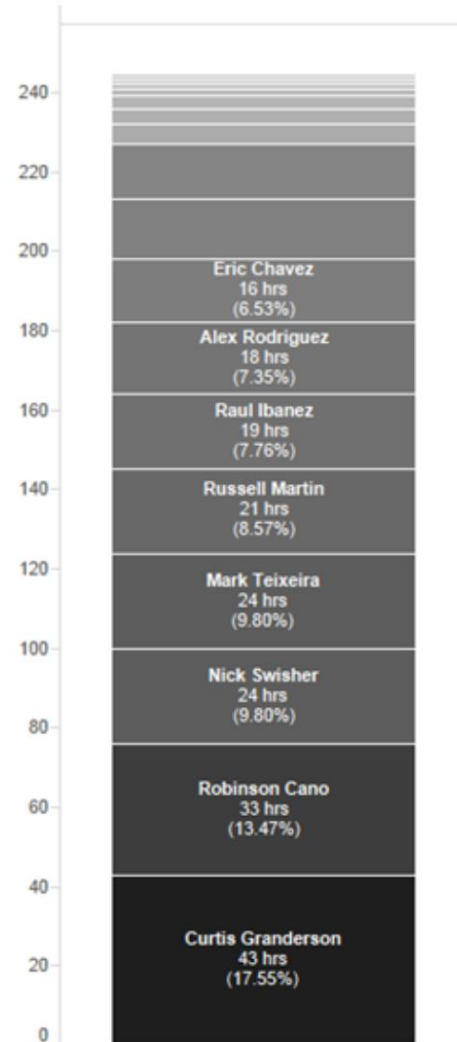 240
220
200
180
160
140
120
100
80
60
40
20
0
Eric Chavez
16 hrs
(6.53%)
Alex Rodriguez
18 hrs
(7.35%)
Raul Ibanez
19 hrs
(7.76%)
Russell Martin
21 hrs
(8.57%)
Mark Teixeira
24 hrs
(9.80%)
Nick Swisher
24 hrs
(9.80%)
Robinson Cano
33 hrs
(13.47%)
Curtis Granderson
43 hrs
(17.55%)